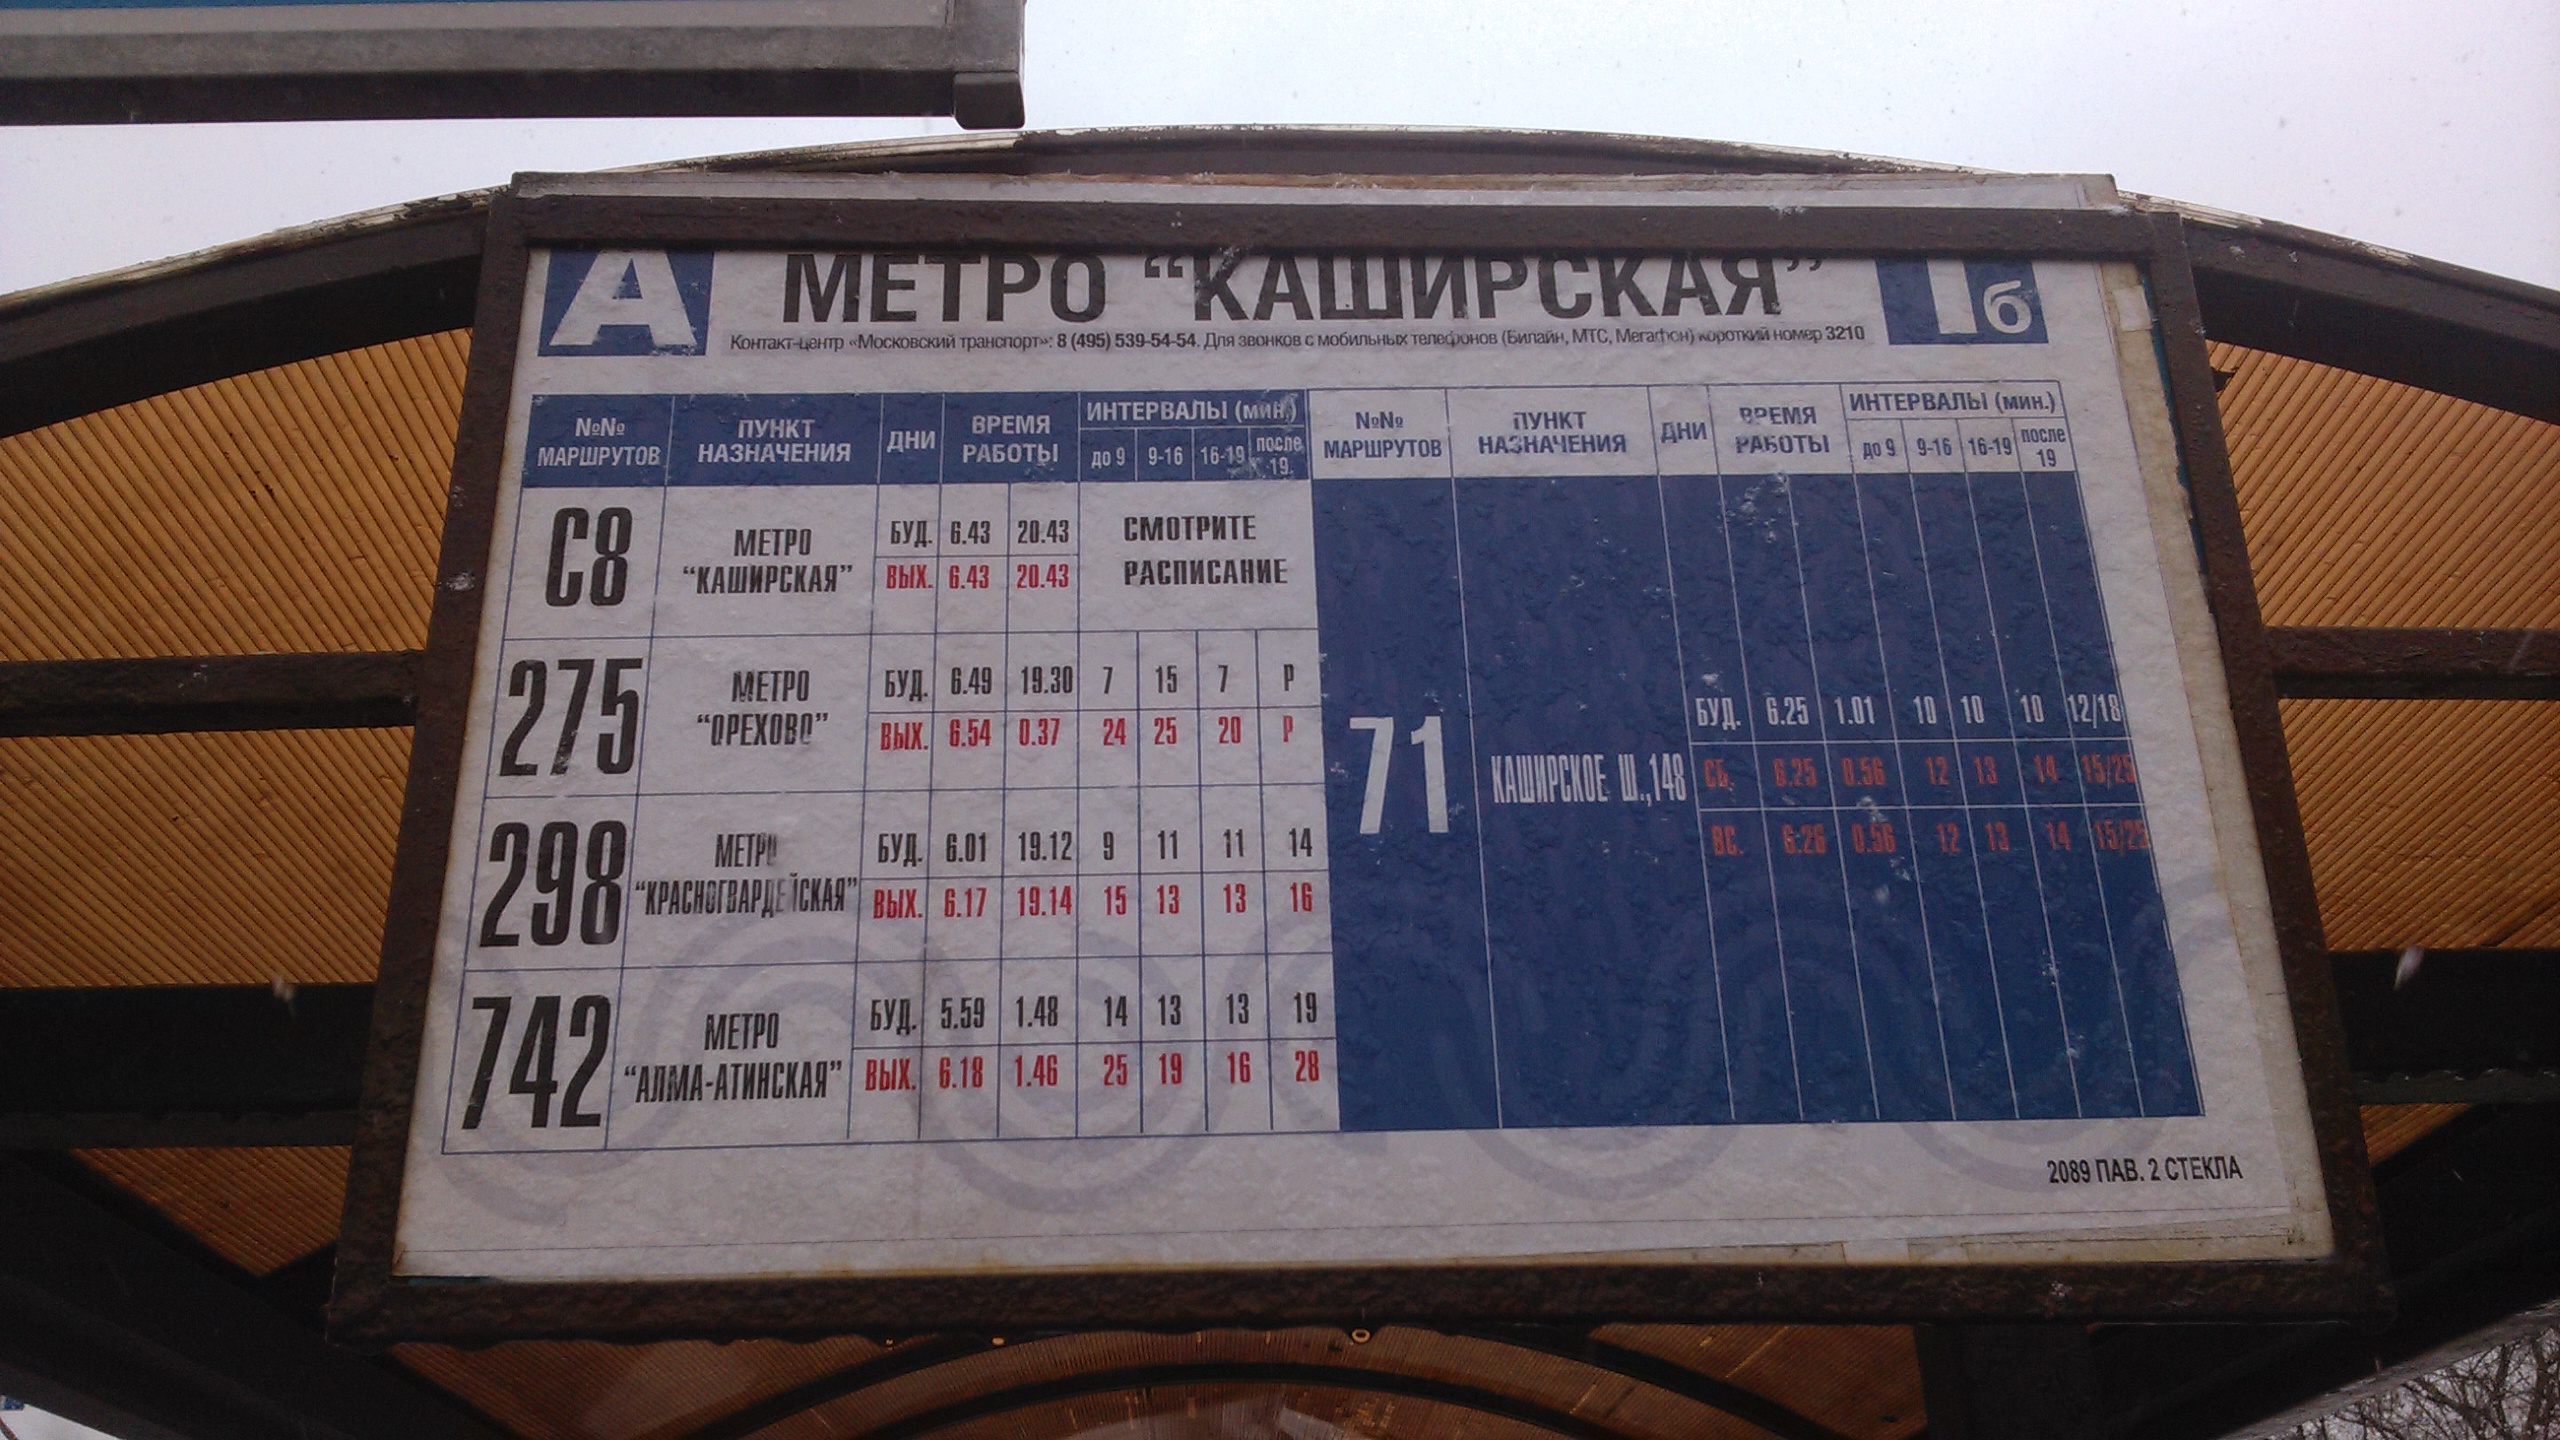 А МЕТРО “КАШИРСКАЯ” Тб
Контакт-центр «Московский транспорт»: 8 (495) 539-54-54. Для звонков с мобильных телефонов (Билайн, МТС, Мегафон) короткий номер 3210
№№ МАРШРУТОВ ПУНКТ НАЗНАЧЕНИЯ ДНИ ВРЕМЯ РАБОТЫ ИНТЕРВАЛЫ (мин.)
до 9 9-16 16-19 после 19.
С8 МЕТРО “КАШИРСКАЯ” БУД. 6.43 20.43 СМОТРИТЕ РАСПИСАНИЕ
ВЫХ. 6.43 20.43
275 МЕТРО “ОРЕХОВО” БУД. 6.49 19.30 7 15 7 Р
ВЫХ. 6.54 0.37 24 25 20 Р
298 МЕТРО “КРАСНОГВАРДЕЙСКАЯ” БУД. 6.01 19.12 9 11 11 14
ВЫХ. 6.17 19.14 15 13 13 16
742 МЕТРО “АЛМА-АТИНСКАЯ” БУД. 5.59 1.48 14 13 13 19
ВЫХ. 6.18 1.46 25 19 16 28
№№ МАРШРУТОВ ПУНКТ НАЗНАЧЕНИЯ ДНИ ВРЕМЯ РАБОТЫ ИНТЕРВАЛЫ (мин.)
до 9 9-16 16-19 после 19
71 КАШИРСКОЕ Ш.,148 БУД. 6.25 1.01 10 10 10 12/18
СБ. 6.25 0.56 12 13 14 15/25
ВС. 6.26 0.56 12 13 14 15/25
2089 ПАВ. 2 СТЕКЛА